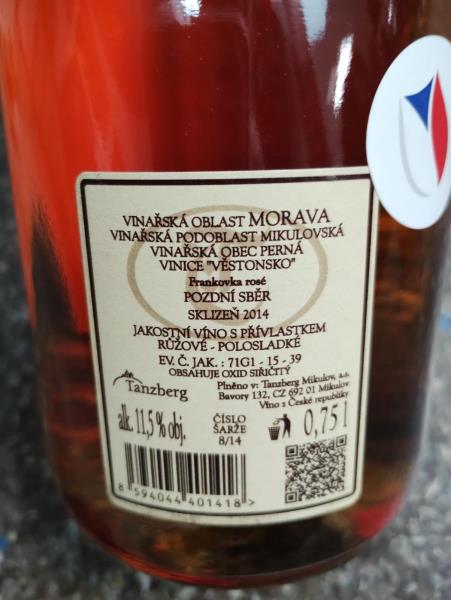 VINAŘSKÁ OBLAST MORAVA
VINAŘSKÁ PODOBLAST MIKULOVSKÁ
VINAŘSKÁ OBEC PERNÁ
VINICE "VĚSTONSKO"
Frankovka rosé
POZDNÍ SBĚR
SKLIZEŇ 2014
JAKOSTNÍ VÍNO S PŘÍVLASTKEM
RŮŽOVÉ - POLOSLADKÉ
EV. Č. JAK. : 71G1 - 15 - 39
OBSAHUJE OXID SIŘIČITÝ
Tanzberg
Plněno v: Tanzberg Mikulov, a.s.
Bavory 132, CZ 692 01 Mikulov
Víno z České republiky
alk. 11,5 % obj.
ČÍSLO
ŠARŽE
8/14
0,75 l
8 594044 401418 >